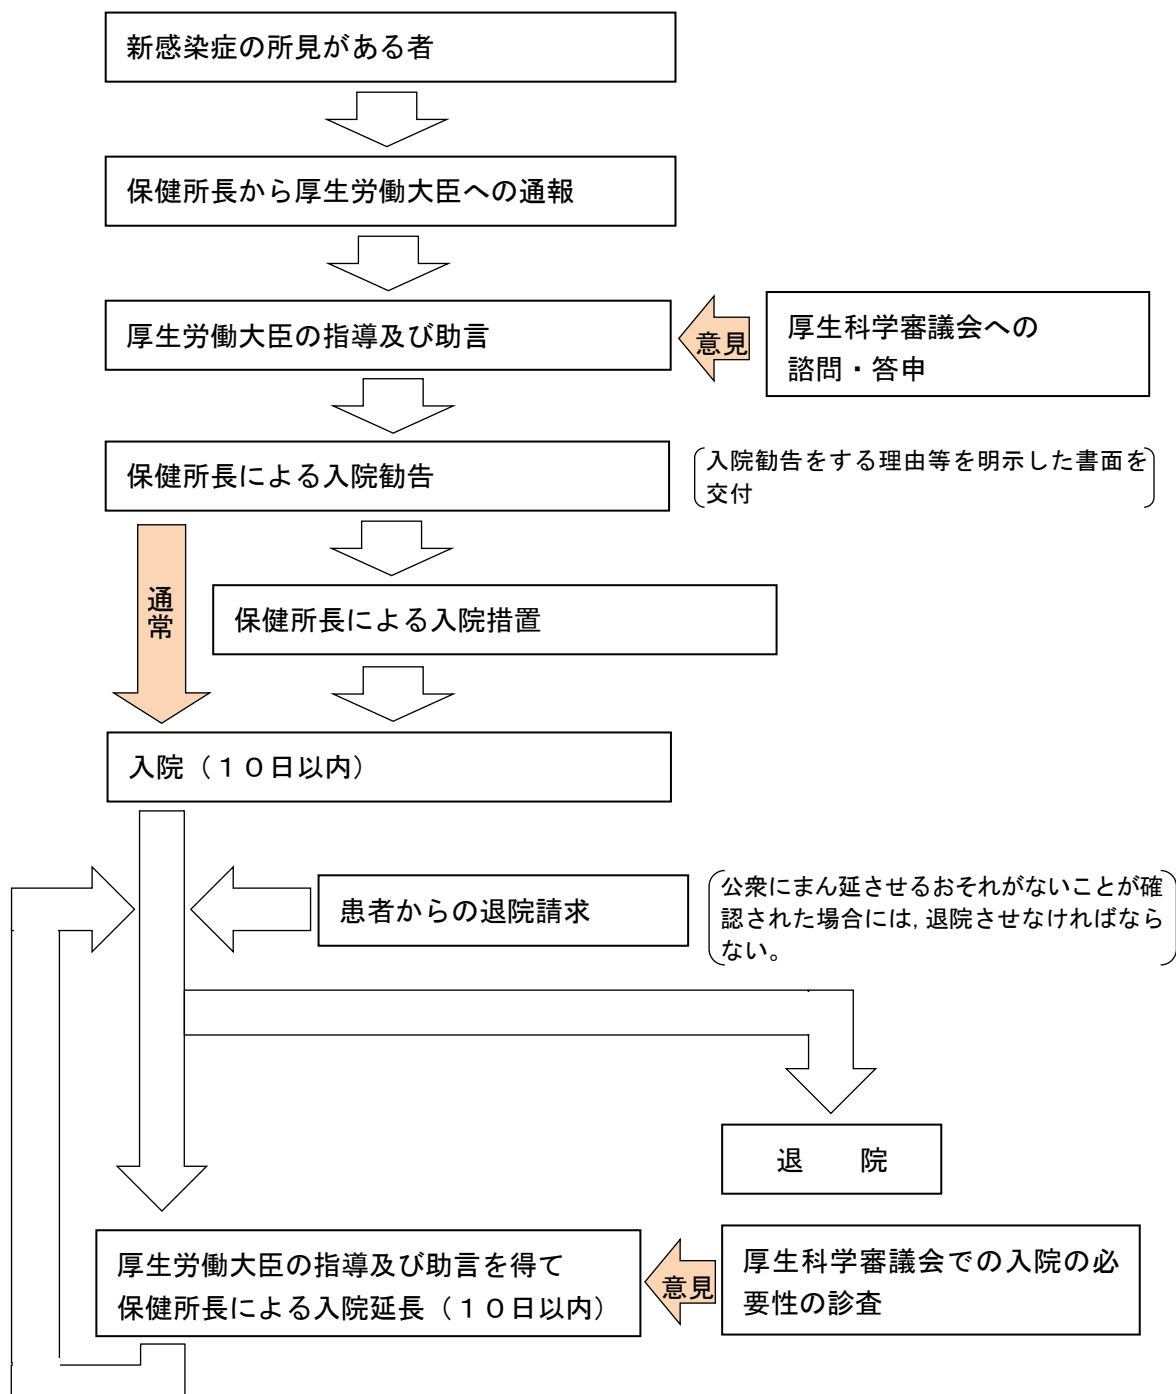 新感染症の所見がある者
保健所長から厚生労働大臣への通報
厚生労働大臣の指導及び助言
意見
厚生科学審議会への
諮問・答申
保健所長による入院勧告
入院勧告をする理由等を明示した書面を
交付
通常
保健所長による入院措置
入院（１０日以内）
患者からの退院請求
公衆にまん延させるおそれがないことが確
認された場合には，退院させなければなら
ない。
退　院
厚生労働大臣の指導及び助言を得て
保健所長による入院延長（１０日以内）
意見
厚生科学審議会での入院の必
要性の診査